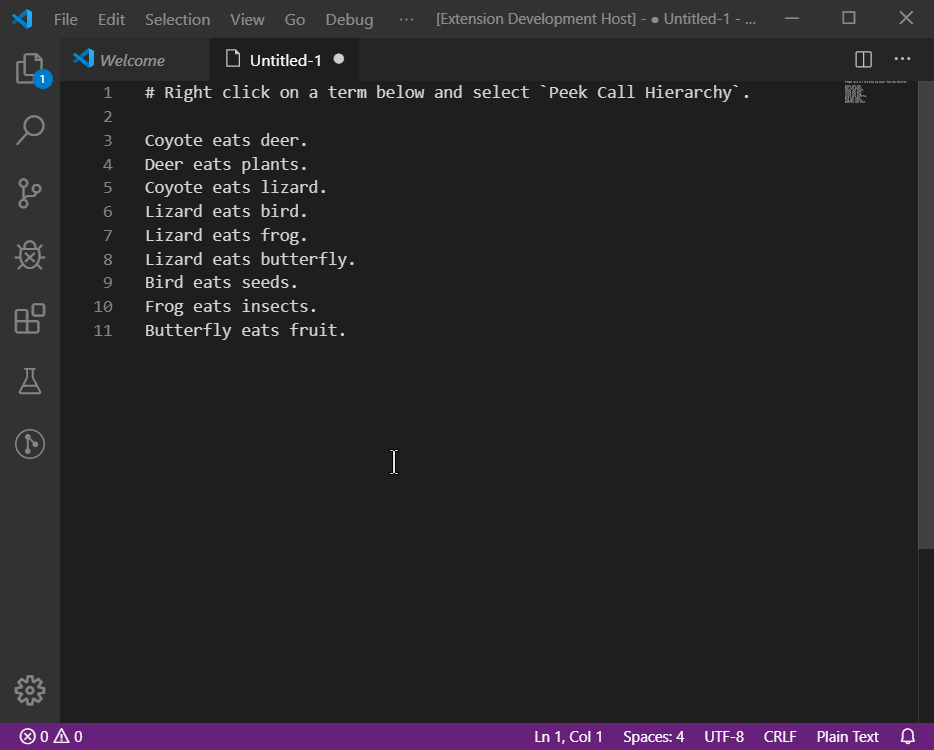 File Edit Selection View Go Debug ··· [Extension Development Host] - ● Untitled-1 - ...
1
Welcome Untitled-1 ● ···
1 # Right click on a term below and select `Peek Call Hierarchy`.
2
3 Coyote eats deer.
4 Deer eats plants.
5 Coyote eats lizard.
6 Lizard eats bird.
7 Lizard eats frog.
8 Lizard eats butterfly.
9 Bird eats seeds.
10 Frog eats insects.
11 Butterfly eats fruit.
0 0 Ln 1, Col 1 Spaces: 4 UTF-8 CRLF Plain Text